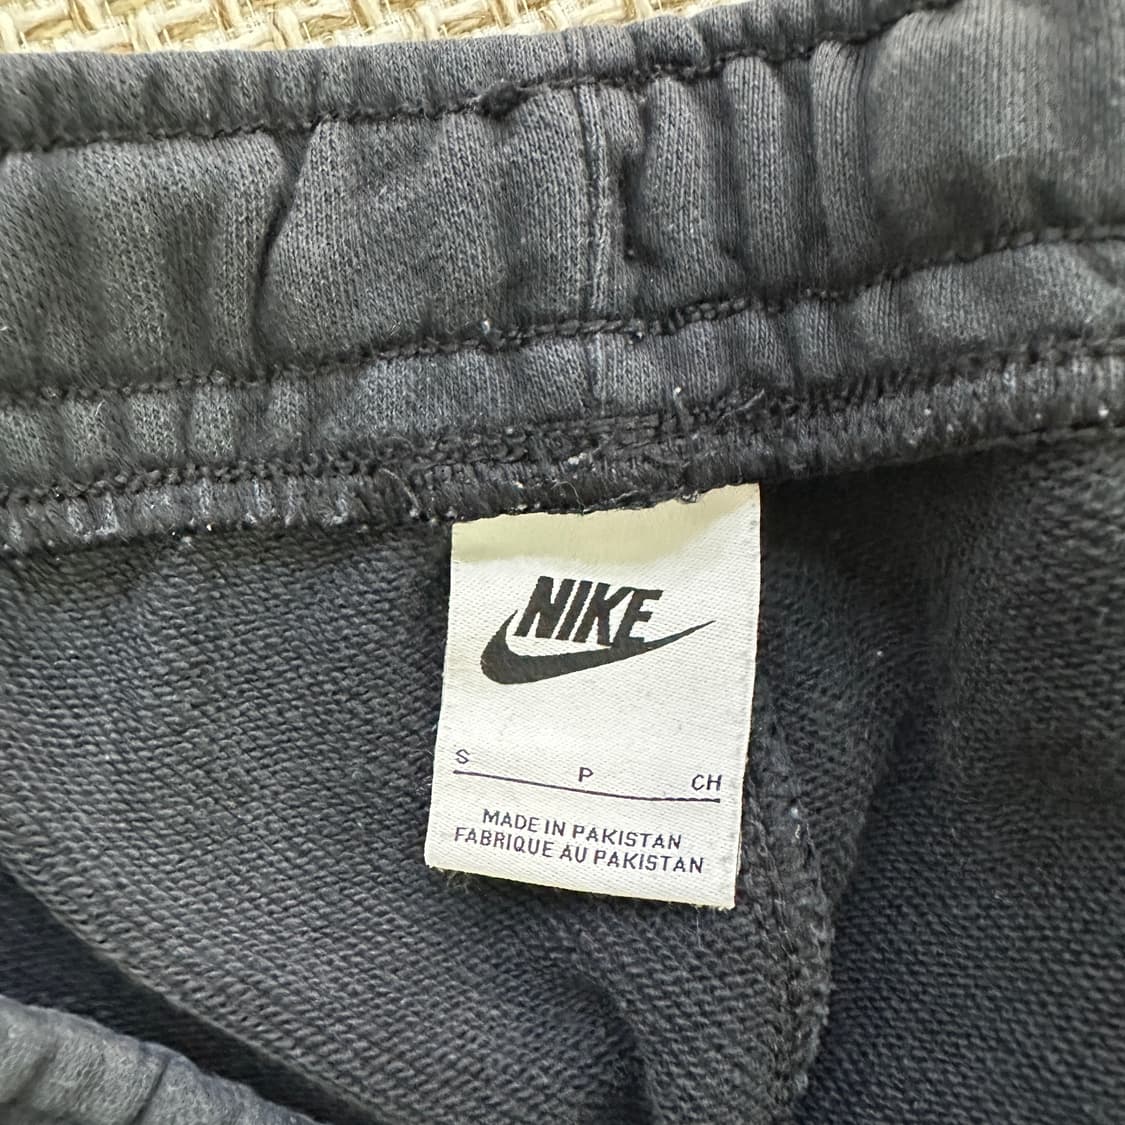 NIKE
S P CH
MADE IN PAKISTAN
FABRIQUE AU PAKISTAN